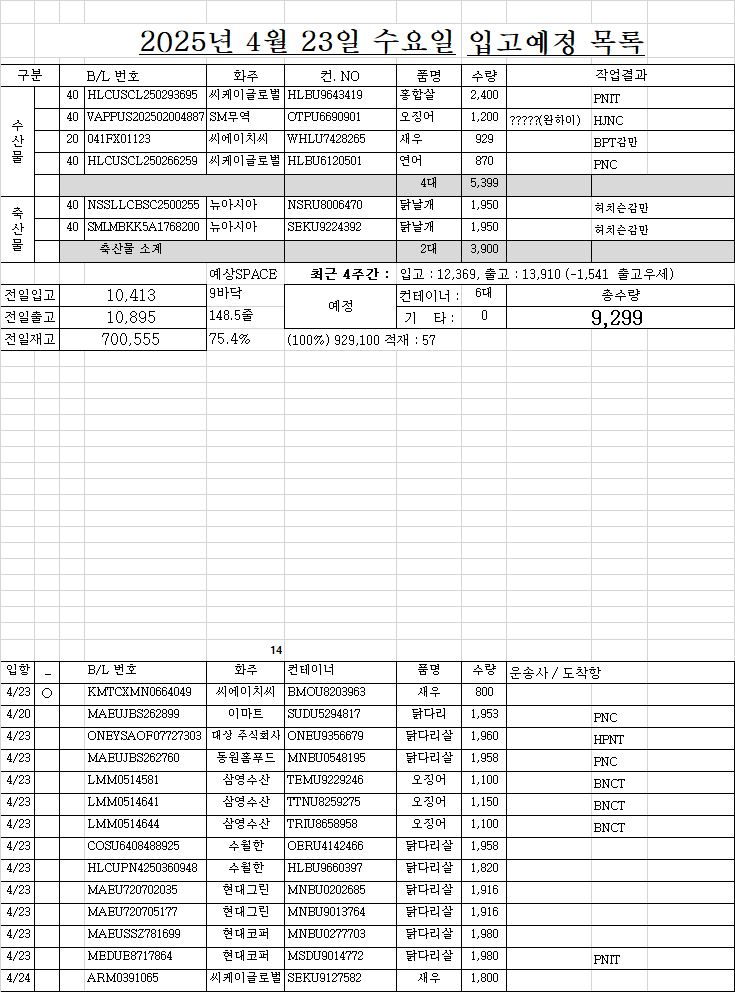 2025년 4월 23일 수요일 입고예정 목록
구분 B/L 번호 화주 컨. NO 품명 수량 작업결과
수산물
40 HLCUSCL250293695 씨케이글로벌 HLBU9643419 홍합살 2,400 PNIT
40 VAPPUS202502004887 SM무역 OTPU6690901 오징어 1,200 ?????(완하이) HJNC
20 041FX01123 씨에이치씨 WHLU7428265 새우 929 BPT감만
40 HLCUSCL250266259 씨케이글로벌 HLBU6120501 연어 870 PNC
4대 5,399
축산물
40 NSSLLCBSC2500255 뉴아시아 NSRU8006470 닭날개 1,950 허치슨감만
40 SMLMBKK5A1768200 뉴아시아 SEKU9224392 닭날개 1,950 허치슨감만
축산물 소계 2대 3,900
예상SPACE 최근 4주간 : 입고 : 12,369, 출고 : 13,910 (-1,541 출고우세)
전일입고 10,413 9바닥 예정 컨테이너 : 6대 총수량
전일출고 10,895 148.5줄 기 타 : 0 9,299
전일재고 700,555 75.4% (100%) 929,100 적재 : 57
14
입항 _ B/L 번호 화주 컨테이너 품명 수량 운송사 / 도착항
4/23 ○ KMTCXMN0664049 씨에이치씨 BMOU8203963 새우 800
4/20 MAEUJBS262899 이마트 SUDU5294817 닭다리 1,953 PNC
4/23 ONEYSAOF07727303 대상 주식회사 ONEU9356679 닭다리살 1,960 HPNT
4/23 MAEUJBS262760 동원홈푸드 MNBU0548195 닭다리살 1,958 PNC
4/23 LMM0514581 삼영수산 TEMU9229246 오징어 1,100 BNCT
4/23 LMM0514641 삼영수산 TTNU8259275 오징어 1,150 BNCT
4/23 LMM0514644 삼영수산 TRIU8658958 오징어 1,100 BNCT
4/23 COSU6408488925 수월한 OERU4142466 닭다리살 1,958
4/23 HLCUPN4250360948 수월한 HLBU9660397 닭다리살 1,820
4/23 MAEU720702035 현대그린 MNBU0202685 닭다리살 1,916
4/23 MAEU720705177 현대그린 MNBU9013764 닭다리살 1,916
4/23 MAEUSSZ781699 현대코퍼 MNBU0277703 닭다리살 1,980
4/23 MEDUE8717864 현대코퍼 MSDU9014772 닭다리살 1,980 PNIT
4/24 ARM0391065 씨케이글로벌 SEKU9127582 새우 1,800